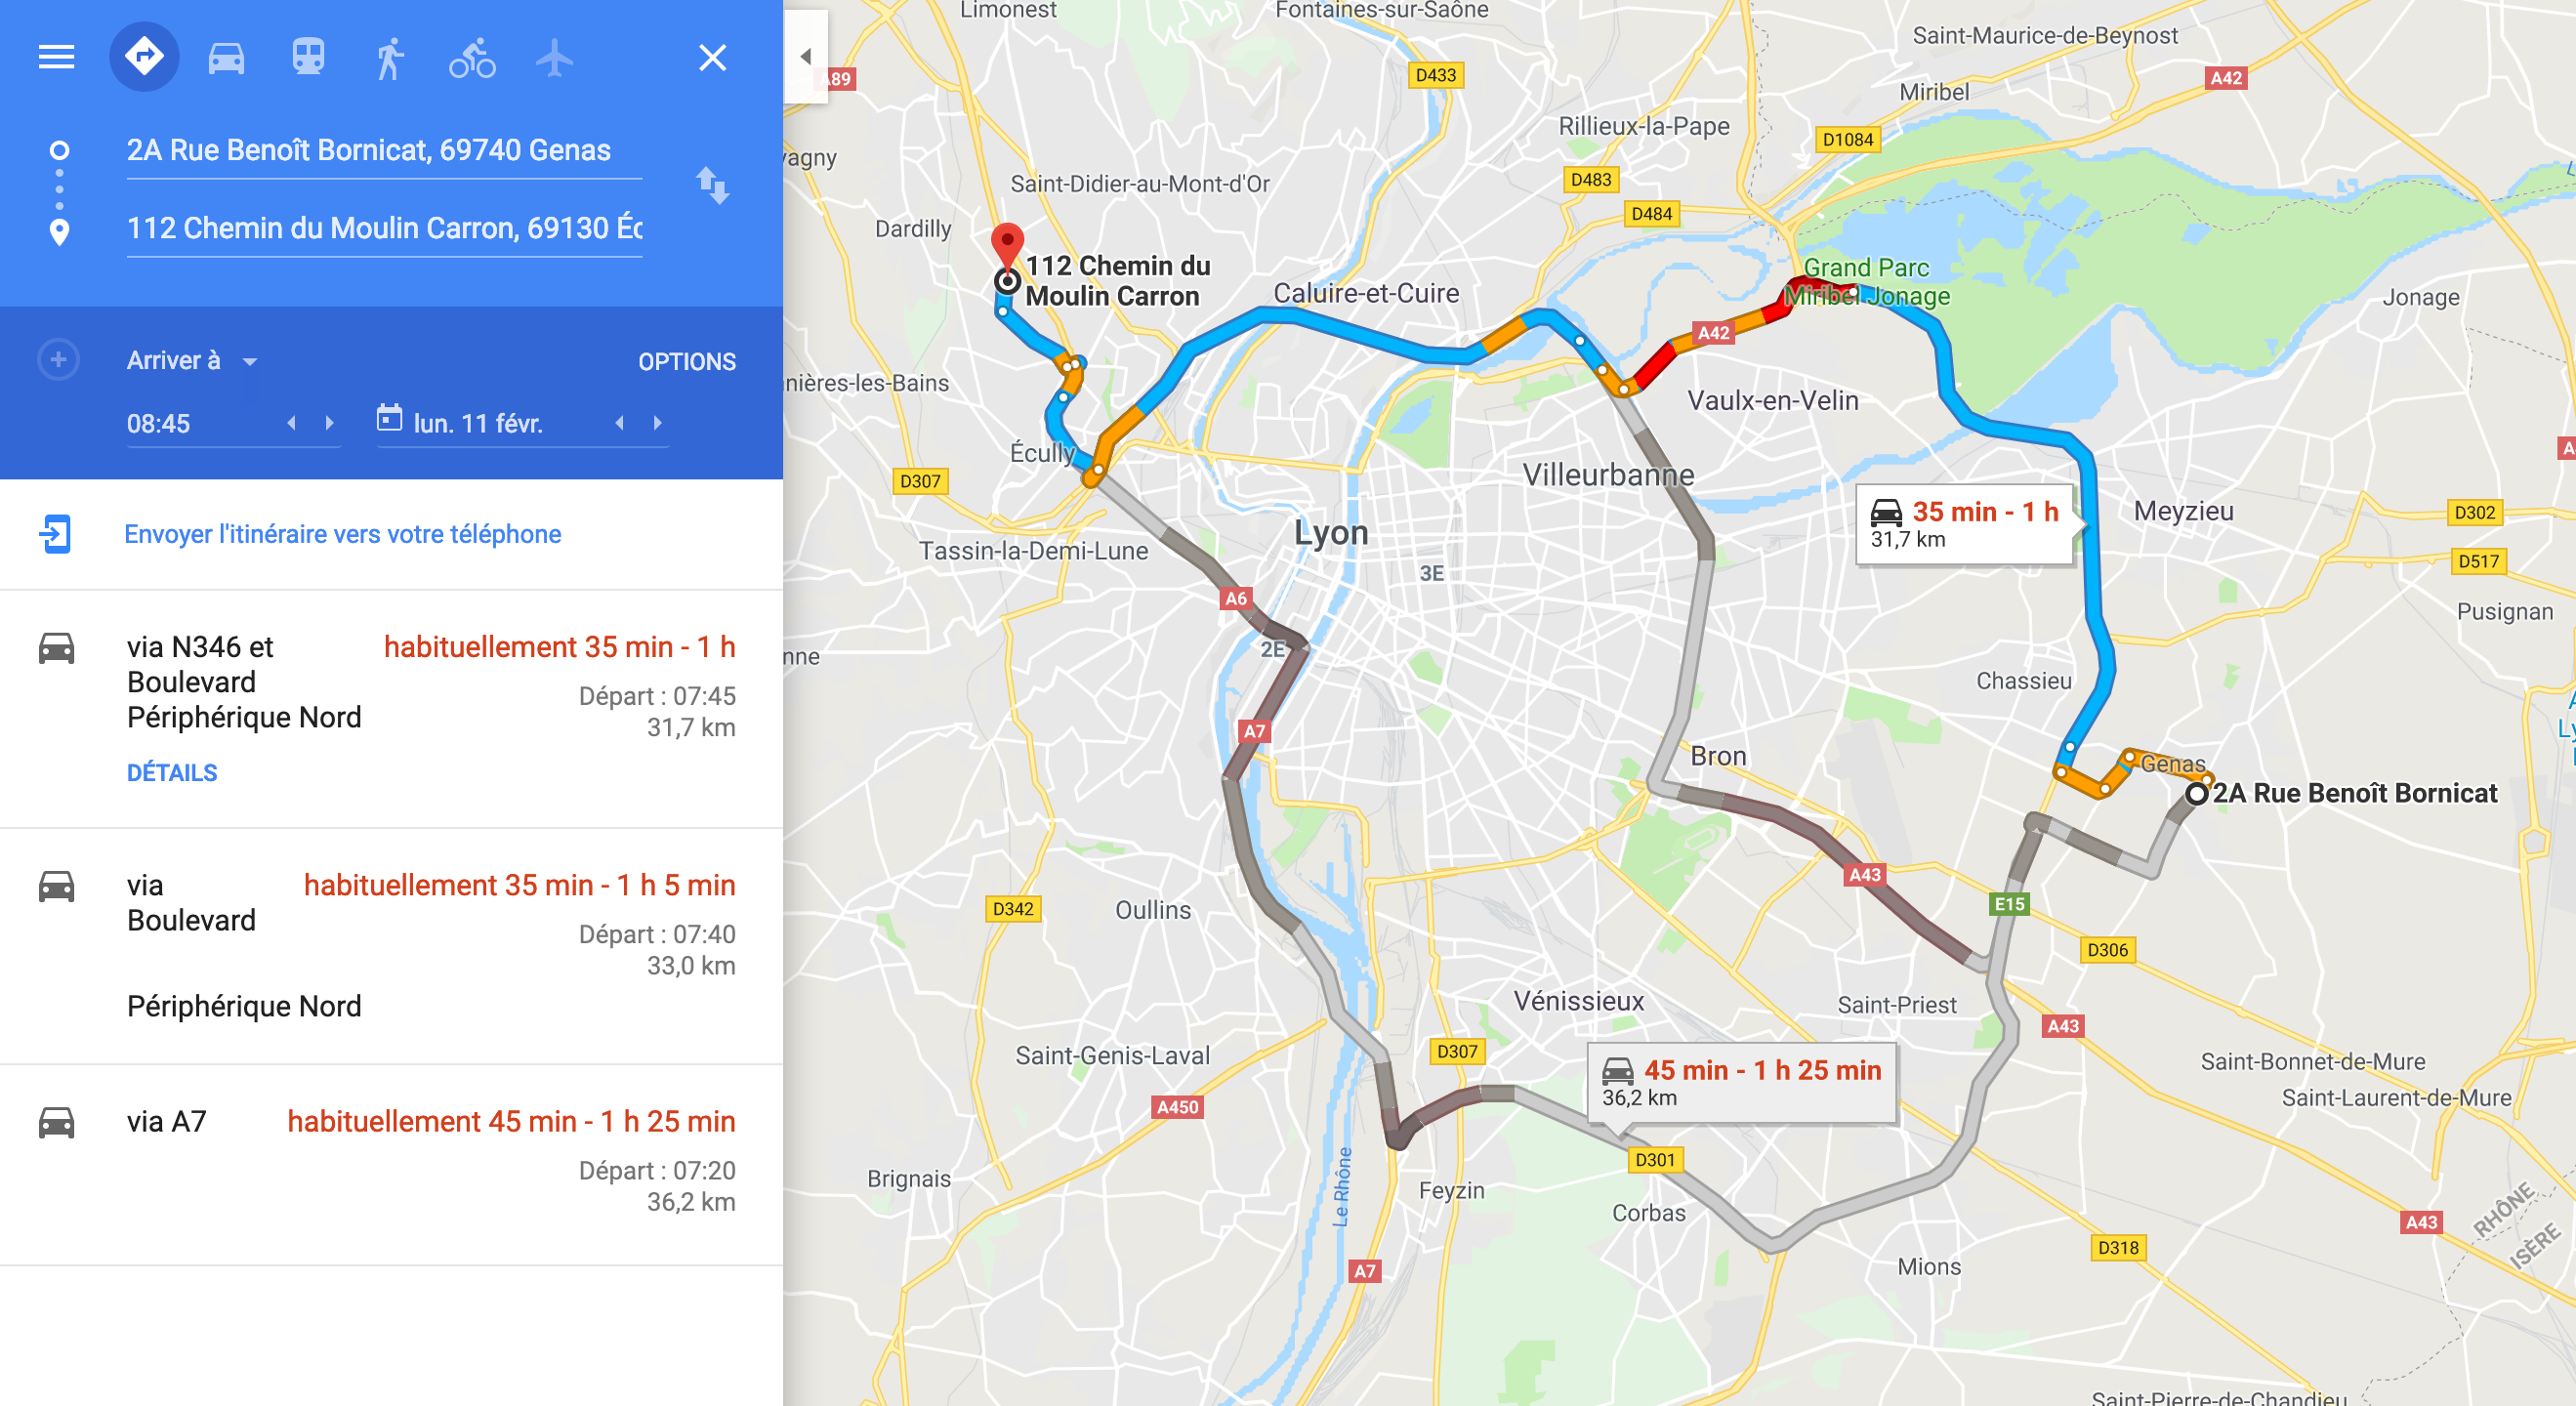 2A Rue Benoît Bornicat, 69740 Genas
112 Chemin du Moulin Carron, 69130 Éc
Arriver à
OPTIONS
08:45
lun. 11 févr.
Envoyer l'itinéraire vers votre téléphone
via N346 et
Boulevard
Périphérique Nord
habituellement 35 min - 1 h
Départ : 07:45
31,7 km
DÉTAILS
via
Boulevard
Périphérique Nord
habituellement 35 min - 1 h 5 min
Départ : 07:40
33,0 km
via A7
habituellement 45 min - 1 h 25 min
Départ : 07:20
36,2 km
Limonest
Fontaines-sur-Saône
Saint-Maurice-de-Beynost
A89
D433
A42
Miribel
Rillieux-la-Pape
D1084
vagny
Saint-Didier-au-Mont-d'Or
D483
D484
Dardilly
112 Chemin du
Moulin Carron
Caluire-et-Cuire
Grand Parc
Miribel Jonage
Jonage
A42
nières-les-Bains
Vaulx-en-Velin
Écully
D307
Villeurbanne
35 min - 1 h
31,7 km
Meyzieu
D302
Lyon
Tassin-la-Demi-Lune
3E
D517
A6
Pusignan
2E
nne
Chassieu
A7
Bron
Genas
2A Rue Benoît Bornicat
A43
E15
D342
Oullins
D306
Vénissieux
Saint-Priest
A43
Saint-Genis-Laval
D307
45 min - 1 h 25 min
36,2 km
Saint-Bonnet-de-Mure
Saint-Laurent-de-Mure
A450
D301
Brignais
Le Rhône
Feyzin
Corbas
RHÔNE
ISÈRE
A43
D318
A7
Mions
Saint-Pierre-de-Chandieu